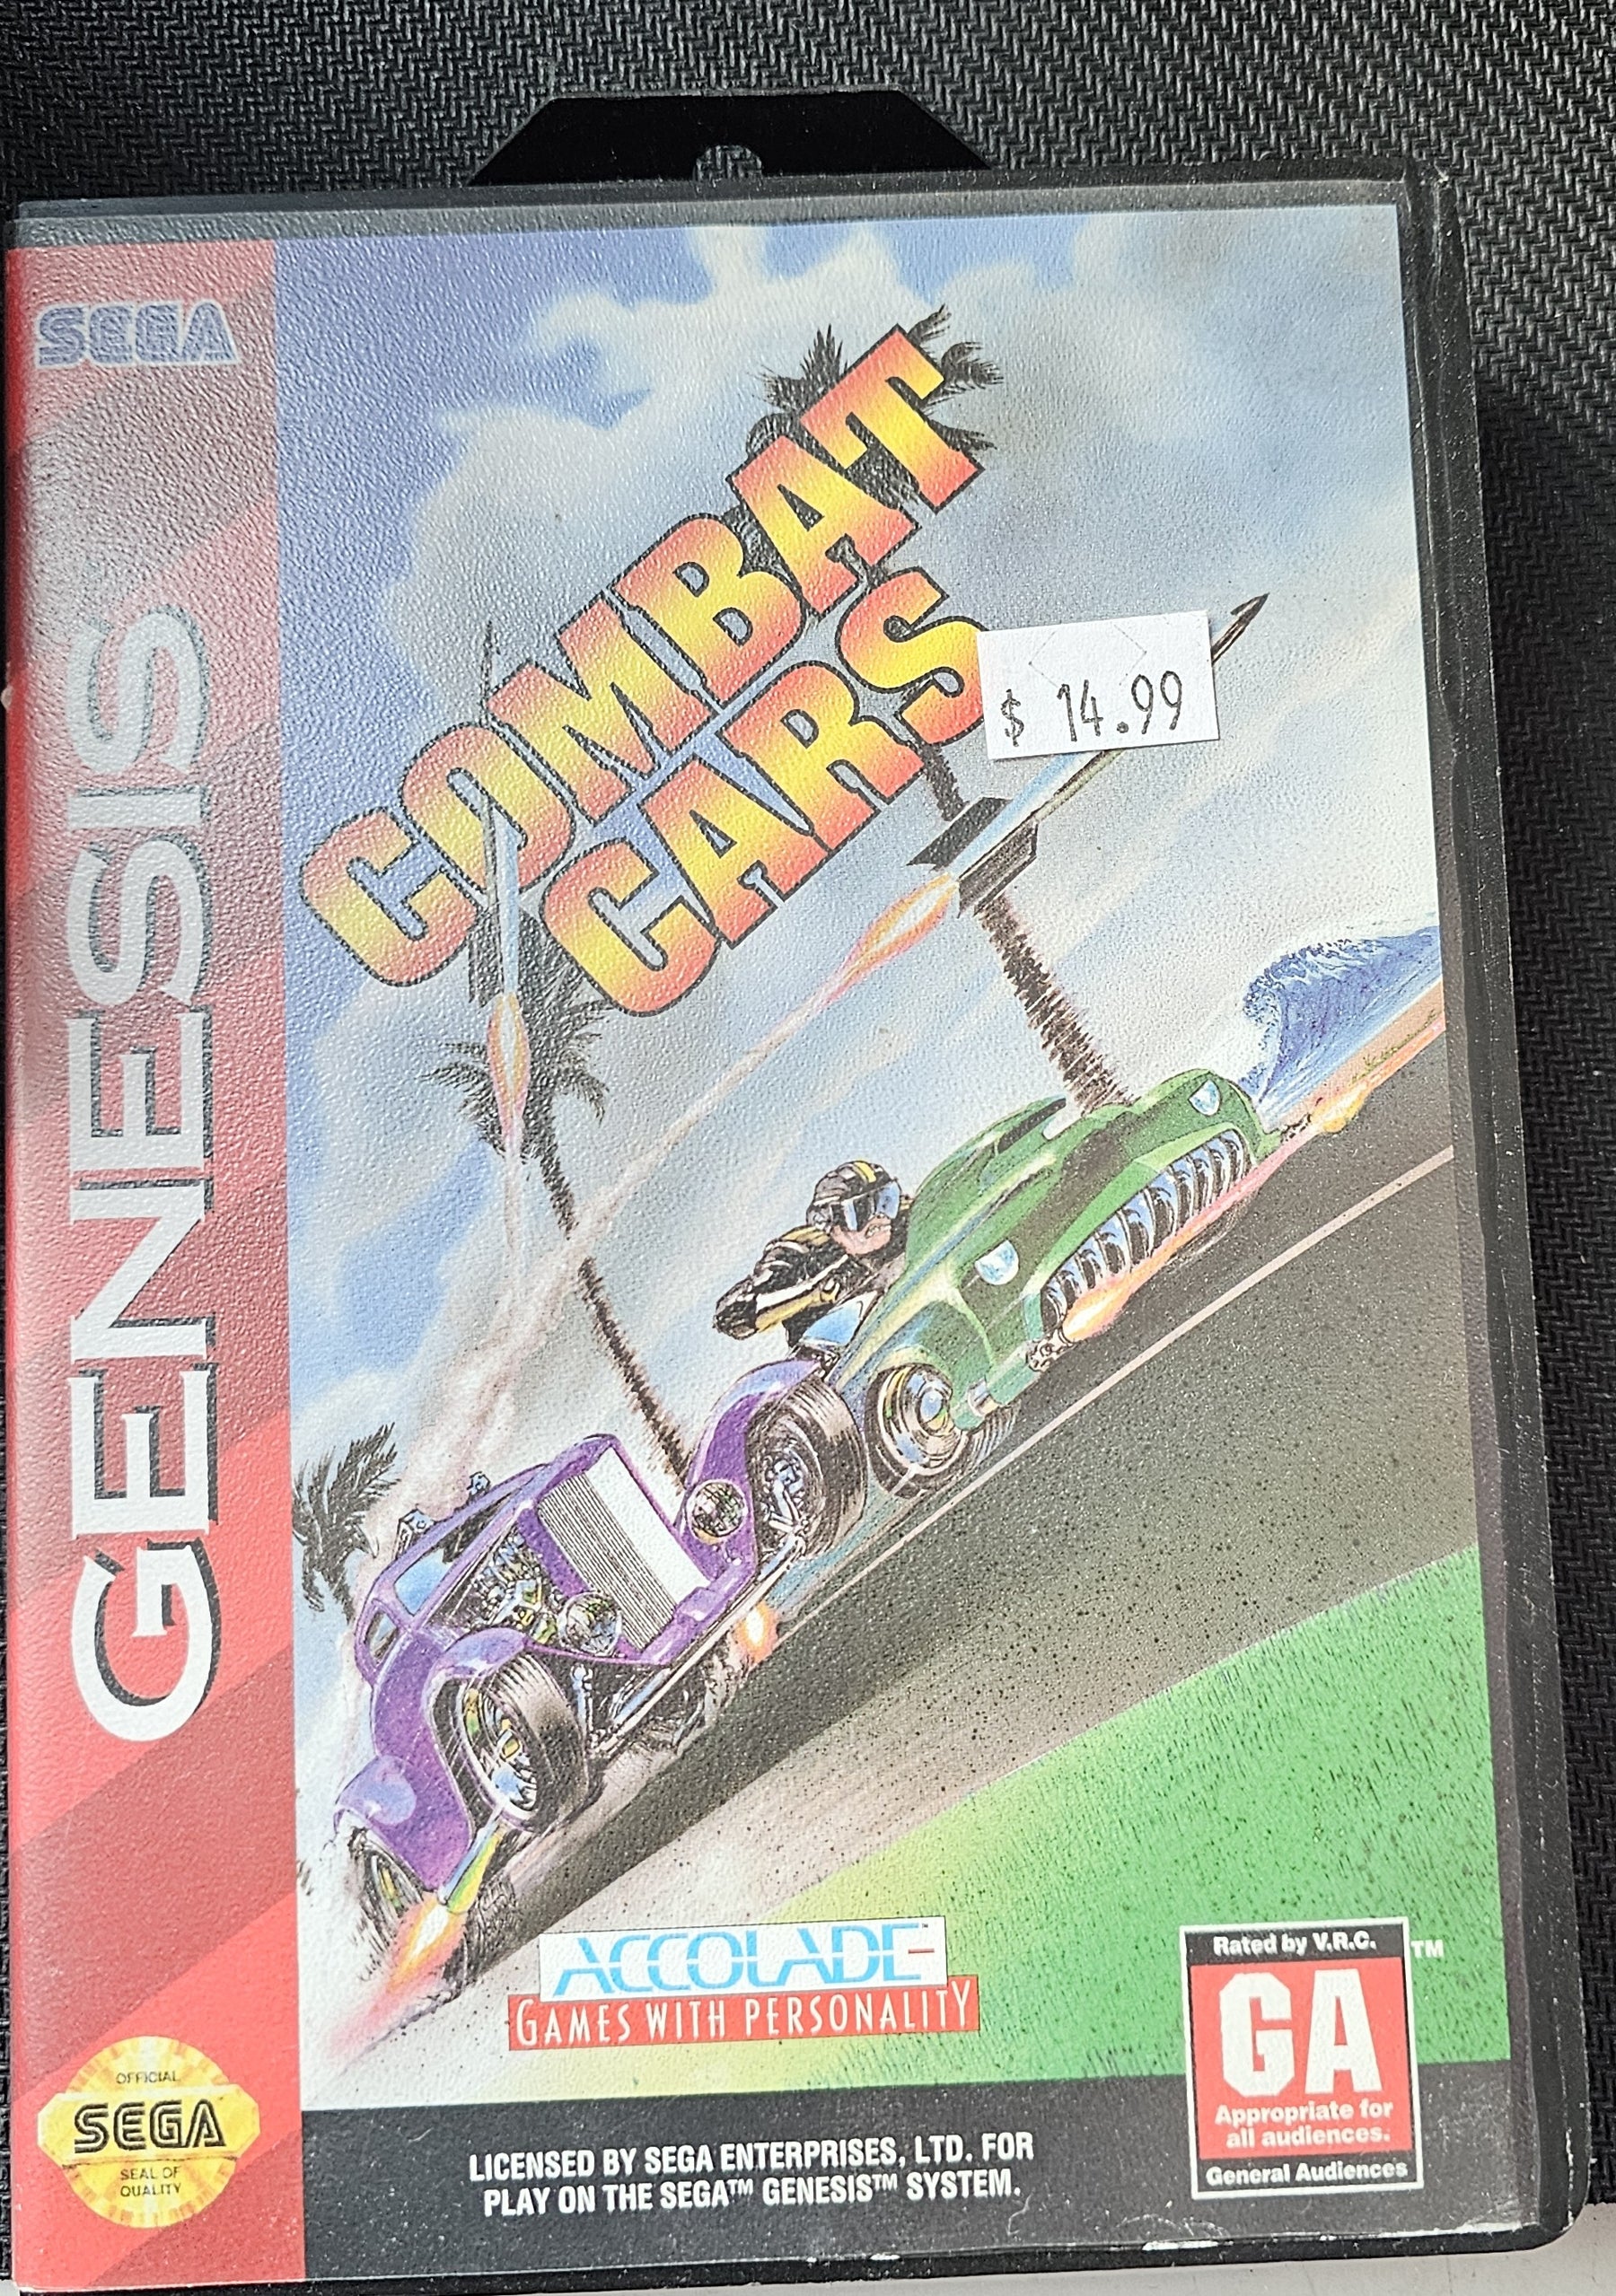 SEGA
GENESIS
COMBAT
CARS
$ 14.99
ACCOLADE
GAMES WITH PERSONALITY
Rated by V.R.C.
TM
GA
Appropriate for
all audiences.
General Audiences
OFFICIAL
SEGA
SEAL OF
QUALITY
LICENSED BY SEGA ENTERPRISES, LTD. FOR
PLAY ON THE SEGA™ GENESIS™ SYSTEM.